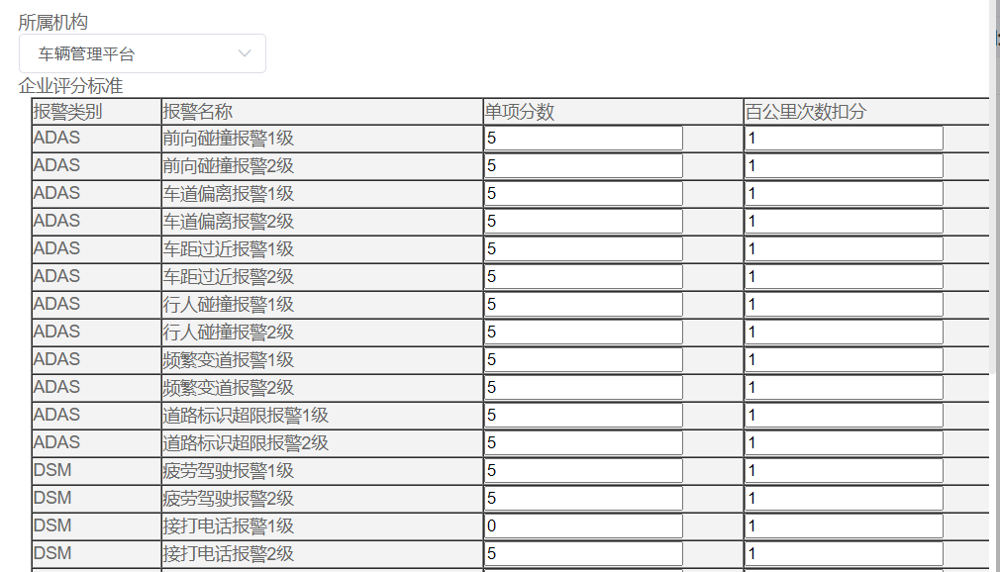 所属机构
车辆管理平台
企业评分标准
报警类别 报警名称 单项分数 百公里次数扣分
ADAS 前向碰撞报警1级 5 1
ADAS 前向碰撞报警2级 5 1
ADAS 车道偏离报警1级 5 1
ADAS 车道偏离报警2级 5 1
ADAS 车距过近报警1级 5 1
ADAS 车距过近报警2级 5 1
ADAS 行人碰撞报警1级 5 1
ADAS 行人碰撞报警2级 5 1
ADAS 频繁变道报警1级 5 1
ADAS 频繁变道报警2级 5 1
ADAS 道路标识超限报警1级 5 1
ADAS 道路标识超限报警2级 5 1
DSM 疲劳驾驶报警1级 5 1
DSM 疲劳驾驶报警2级 5 1
DSM 接打电话报警1级 0 1
DSM 接打电话报警2级 5 1